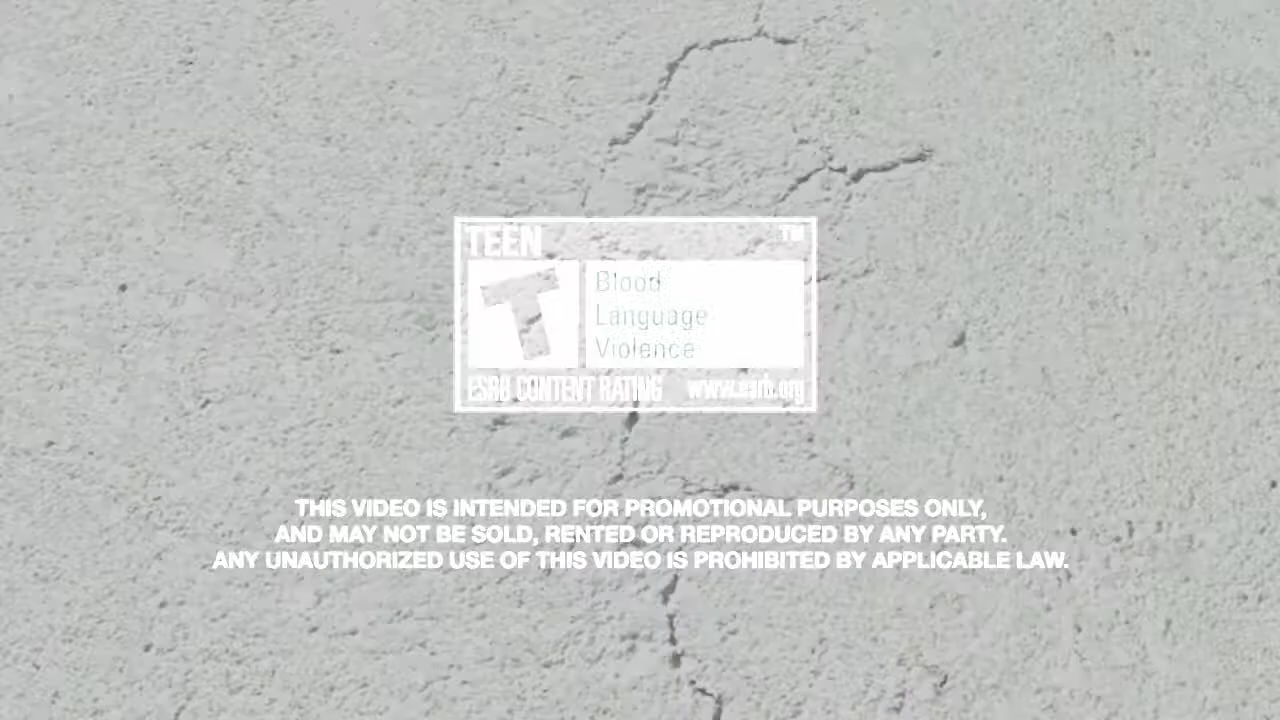 TEEN ™
T
Blood
Language
Violence
ESRB CONTENT RATING www.esrb.org
THIS VIDEO IS INTENDED FOR PROMOTIONAL PURPOSES ONLY,
AND MAY NOT BE SOLD, RENTED OR REPRODUCED BY ANY PARTY.
ANY UNAUTHORIZED USE OF THIS VIDEO IS PROHIBITED BY APPLICABLE LAW.